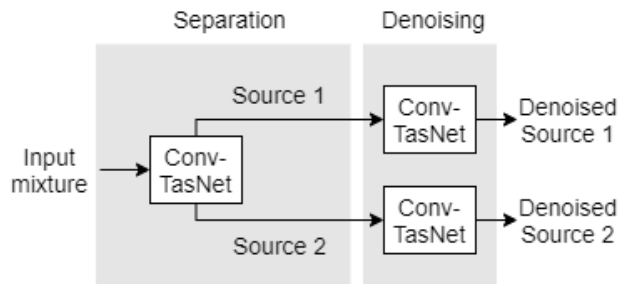 Separation
Denoising
Source 1
Conv-
TasNet
Denoised
Source 1
Input
mixture
Conv-
TasNet
Conv-
TasNet
Denoised
Source 2
Source 2